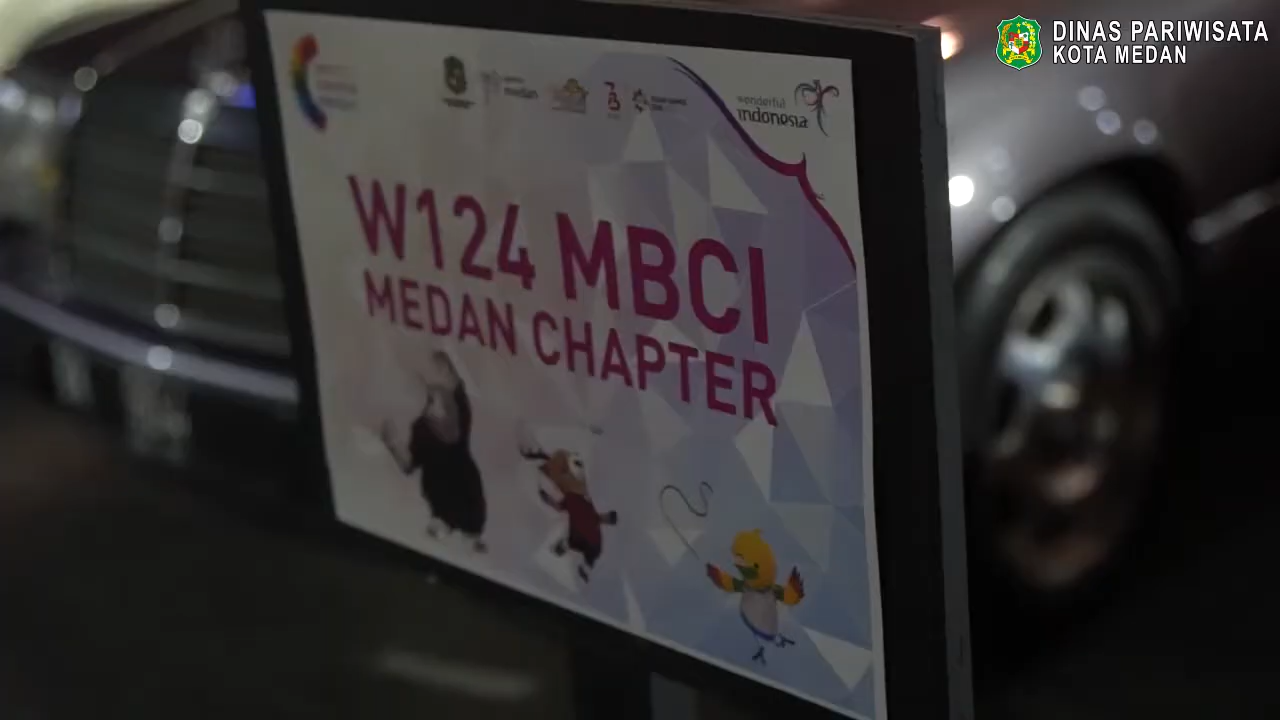 DINAS PARIWISATA
KOTA MEDAN
wonderful
indonesia
W124 MBCI
MEDAN CHAPTER